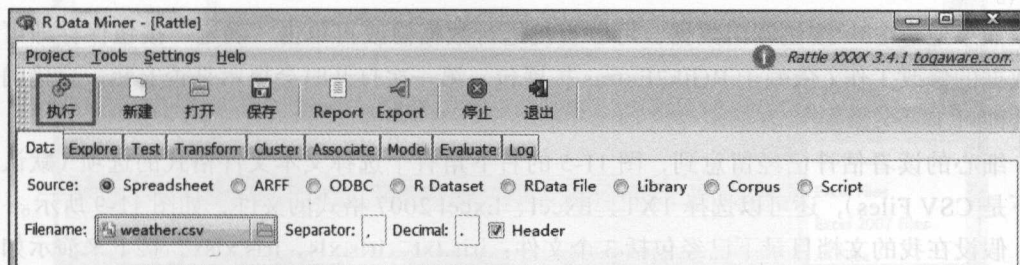 R Data Miner - [Rattle]
Project Tools Settings Help Rattle XXXX 3.4.1 togaware.com
执行 新建 打开 保存 Report Export 停止 退出
Data Explore Test Transform Cluster Associate Mode Evaluate Log
Source: Spreadsheet ARFF ODBC R Dataset RData File Library Corpus Script
Filename: weather.csv Separator: , Decimal: . Header